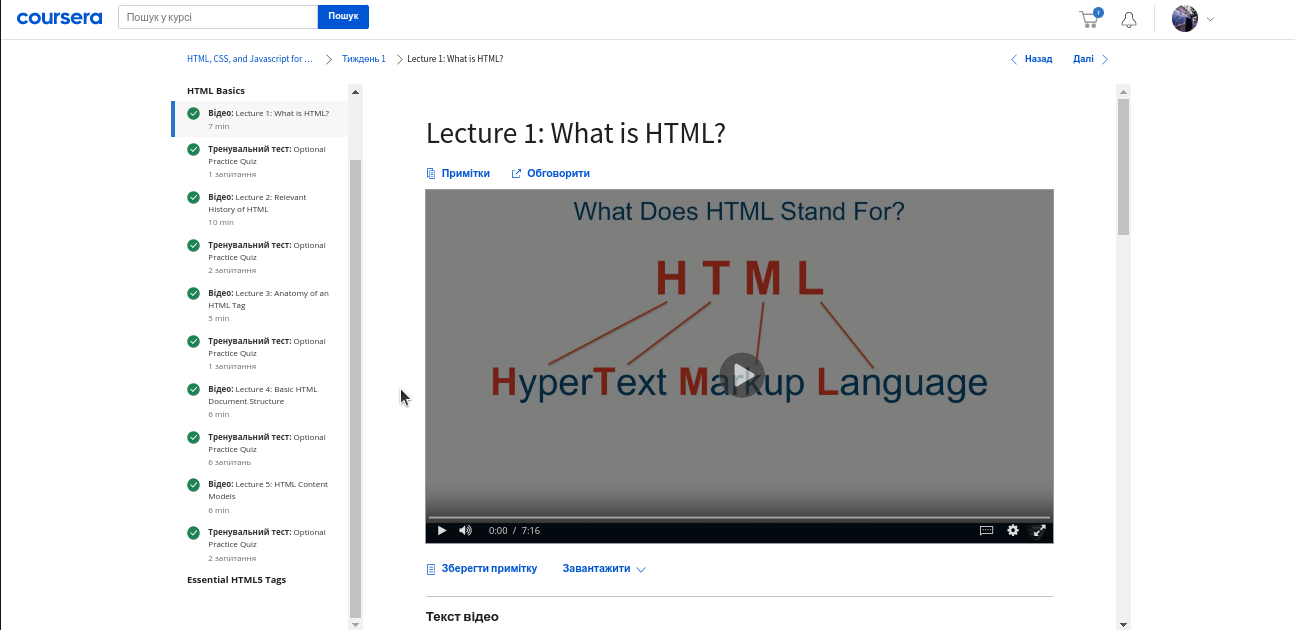 coursera
Пошук у курсі
Пошук
1
HTML, CSS, and Javascript for ...
Тиждень 1
Lecture 1: What is HTML?
Назад
Далі
HTML Basics
Відео: Lecture 1: What is HTML?
7 min
Тренувальний тест: Optional
Practice Quiz
1 запитання
Відео: Lecture 2: Relevant
History of HTML
10 min
Тренувальний тест: Optional
Practice Quiz
2 запитання
Відео: Lecture 3: Anatomy of an
HTML Tag
5 min
Тренувальний тест: Optional
Practice Quiz
1 запитання
Відео: Lecture 4: Basic HTML
Document Structure
6 min
Тренувальний тест: Optional
Practice Quiz
6 запитань
Відео: Lecture 5: HTML Content
Models
6 min
Тренувальний тест: Optional
Practice Quiz
2 запитання
Essential HTML5 Tags
Lecture 1: What is HTML?
Примітки
Обговорити
What Does HTML Stand For?
H T M L
HyperText Markup Language
0:00 / 7:16
Зберегти примітку
Завантажити
Текст відео